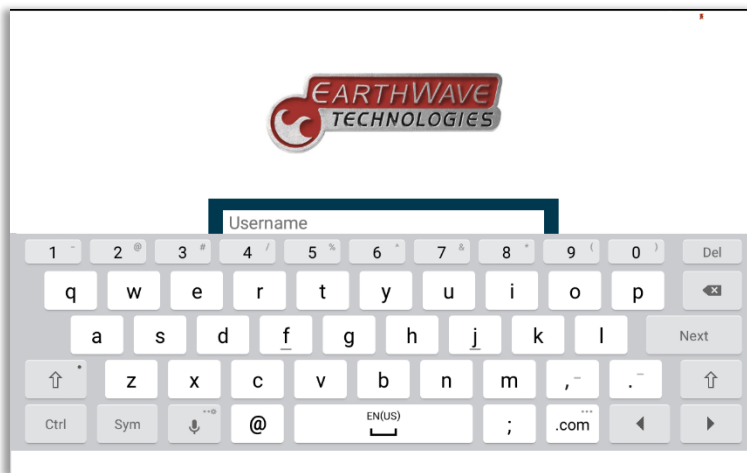 EARTHWAVE
TECHNOLOGIES
Username
1 - 2 @ 3 # 4 / 5 % 6 ^ 7 & 8 * 9 ( 0 ) Del
q w e r t y u i o p
a s d f g h j k l Next
z x c v b n m , .
Ctrl Sym @ EN(US) ; .com